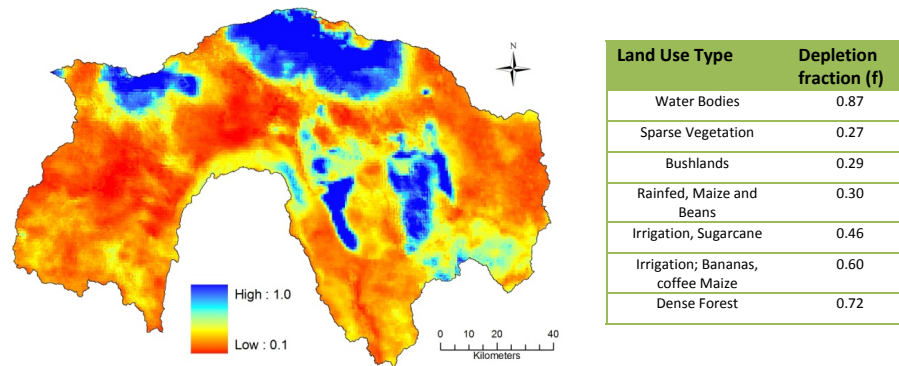 N
High : 1.0
Low : 0.1
0 10 20 30 40
Kilometers
Land Use Type Depletion
fraction (f)
Water Bodies 0.87
Sparse Vegetation 0.27
Bushlands 0.29
Rainfed, Maize and
Beans 0.30
Irrigation, Sugarcane 0.46
Irrigation; Bananas,
coffee Maize 0.60
Dense Forest 0.72